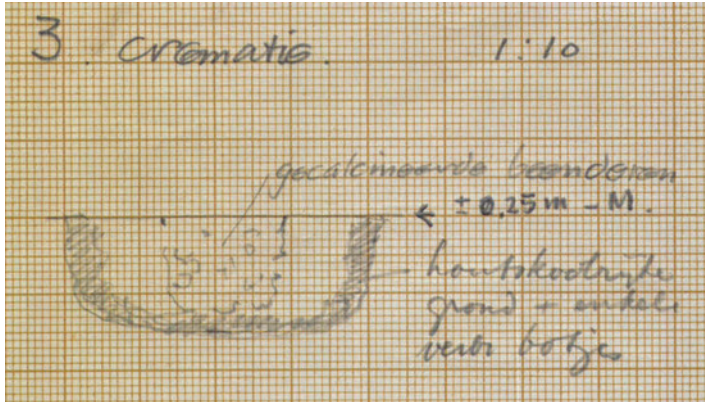 3. Crematie. 1:10
gecalcineerde beenderen
← ± 0,25 m - M.
houtskoolrijke
grond + enkele
verbr botjes